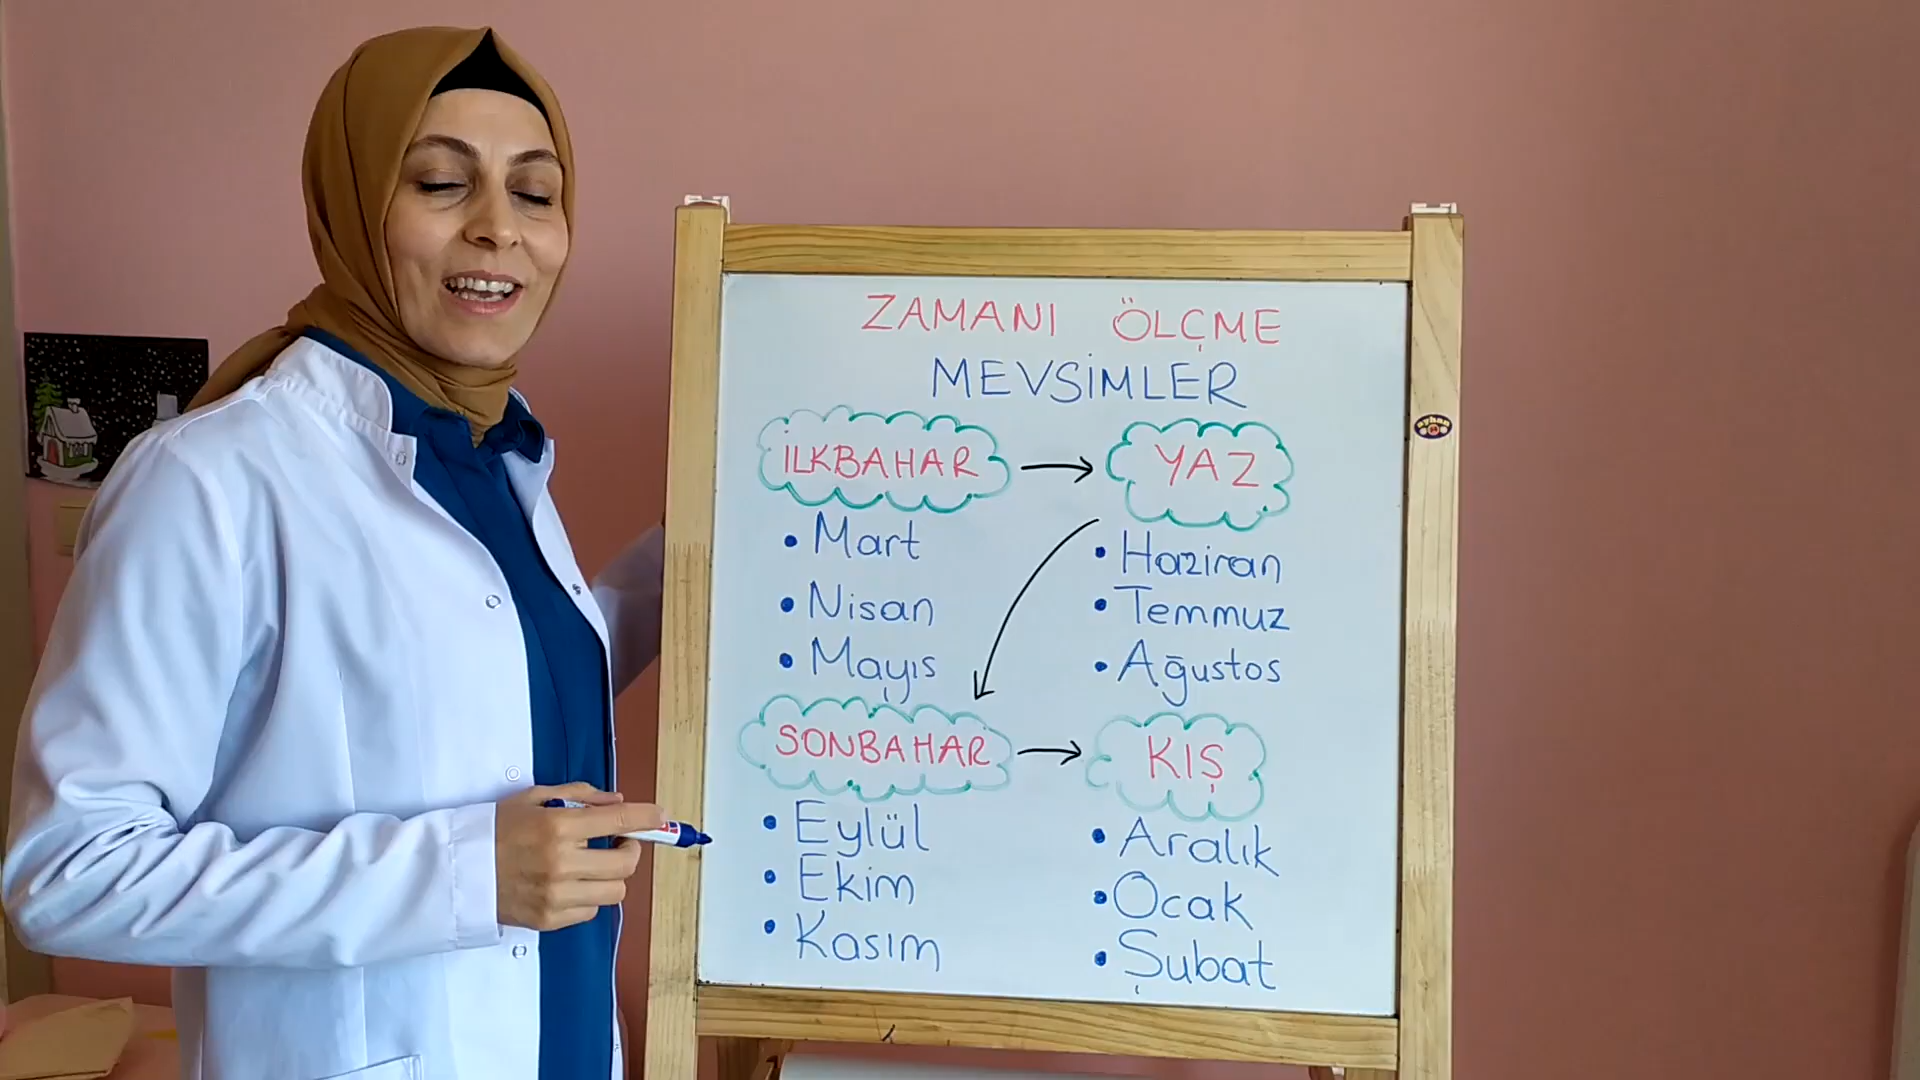 ZAMANI ÖLÇME
MEVSİMLER
İLKBAHAR → YAZ
• Mart
• Nisan
• Mayıs
• Haziran
• Temmuz
• Ağustos
SONBAHAR → KIŞ
• Eylül
• Ekim
• Kasım
• Aralık
• Ocak
• Şubat
ayhan